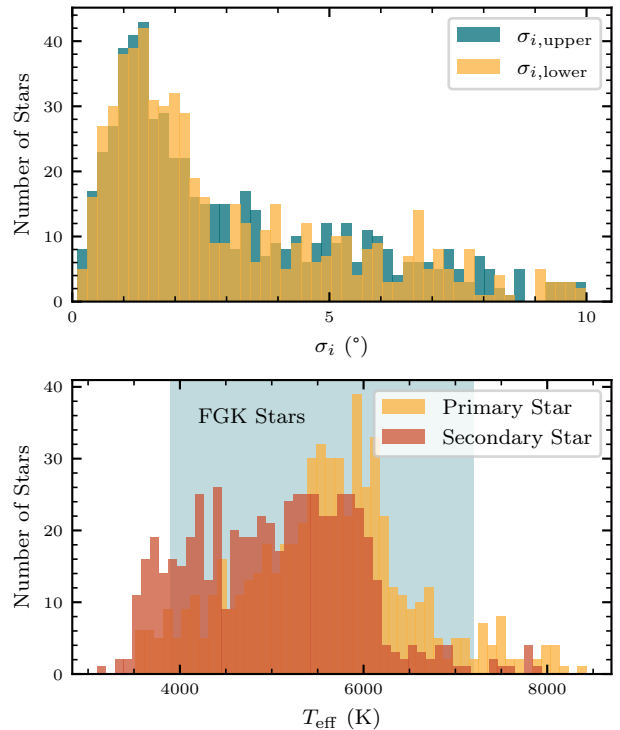 40
30
20
10
0
Number of Stars
σi,upper
σi,lower
0
5
10
σi (°)
40
30
20
10
0
Number of Stars
FGK Stars
Primary Star
Secondary Star
4000
6000
8000
Teff (K)